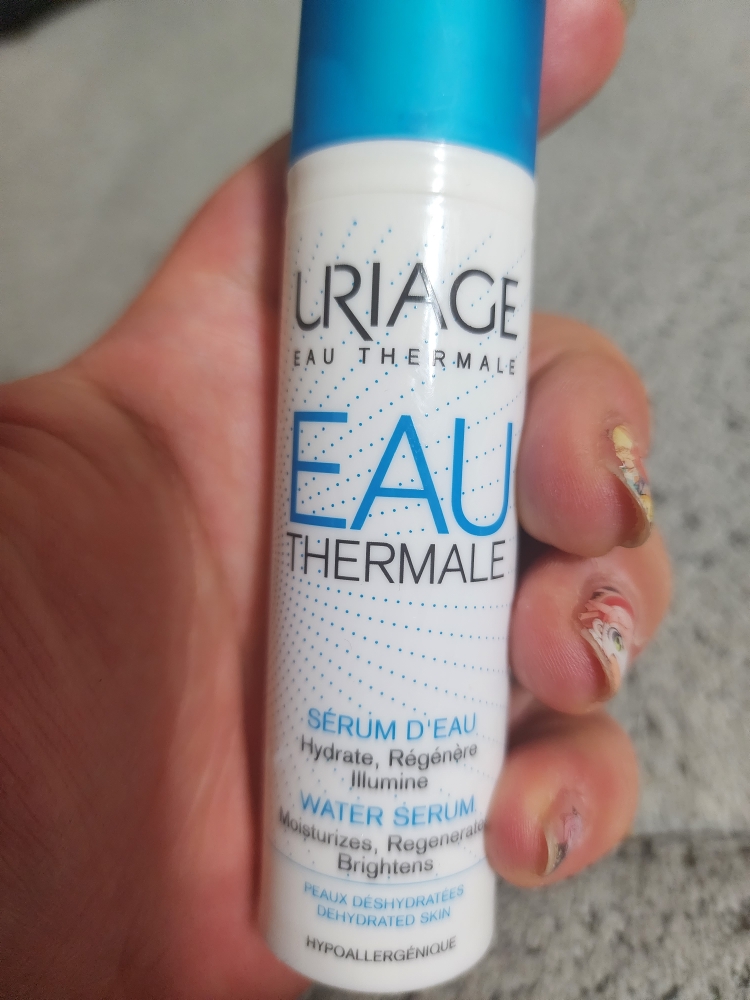 URIAGE
EAU THERMALE
EAU
THERMALE
SÉRUM D'EAU
Hydrate, Régénère
Illumine
WATER SERUM
Moisturizes, Regenerates
Brightens
PEAUX DÉSHYDRATÉES
DEHYDRATED SKIN
HYPOALLERGÉNIQUE